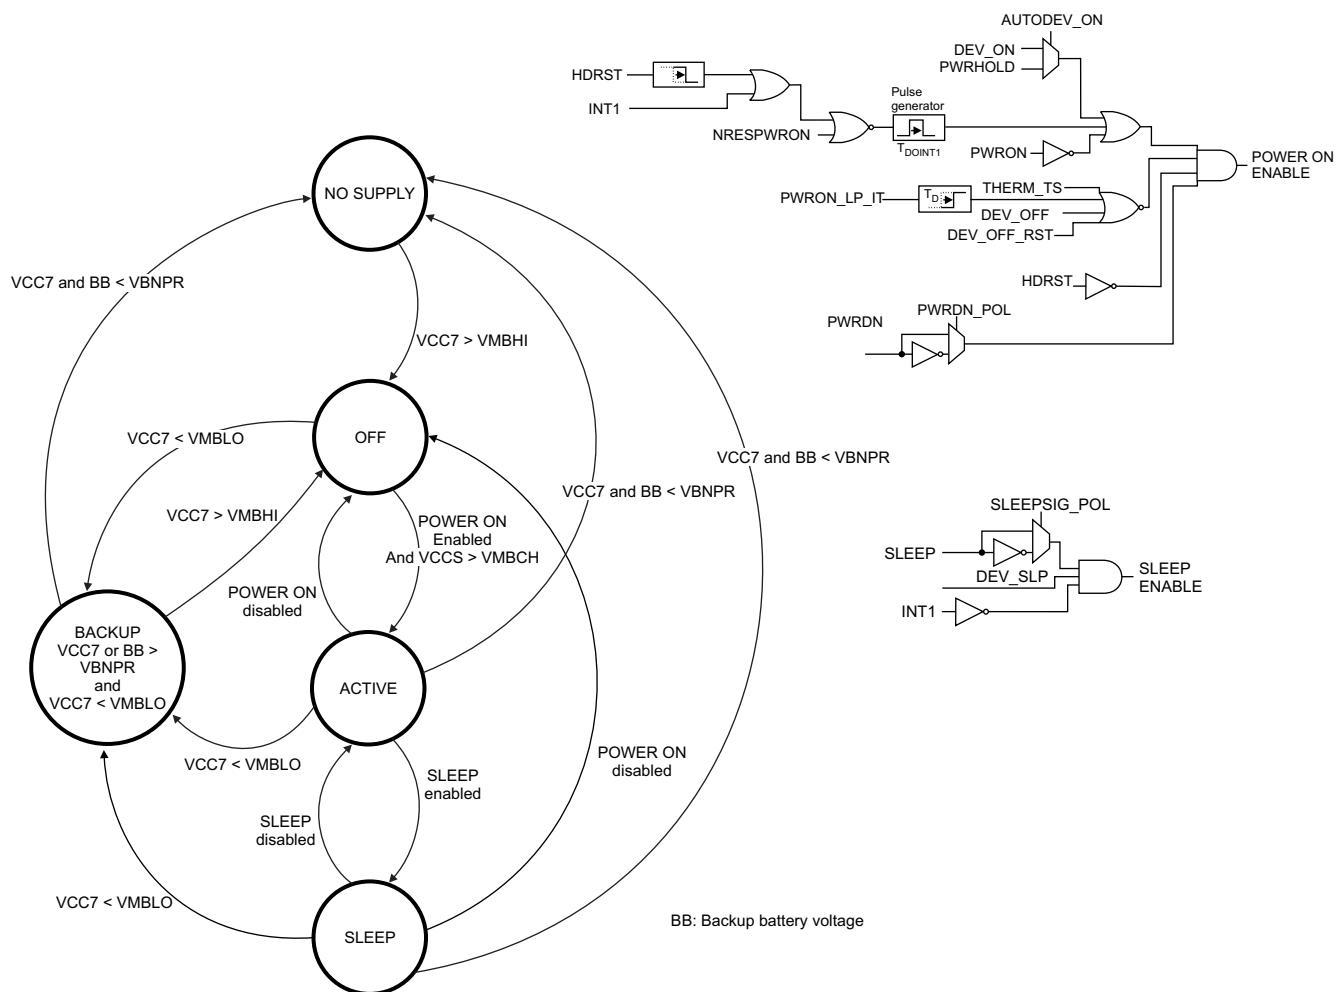 AUTODEV_ON
DEV_ON
PWRHOLD
HDRST
INT1
Pulse
generator
NRESPWRON
TDOINT1
PWRON
POWER ON
ENABLE
PWRON_LP_IT
TD
THERM_TS
DEV_OFF
DEV_OFF_RST
HDRST
PWRDN_POL
PWRDN
NO SUPPLY
VCC7 and BB < VBNPR
VCC7 > VMBHI
OFF
VCC7 < VMBLO
VCC7 and BB < VBNPR
VCC7 and BB < VBNPR
VCC7 > VMBHI
POWER ON
Enabled
And VCCS > VMBCH
POWER ON
disabled
SLEEPSIG_POL
SLEEP
DEV_SLP
INT1
SLEEP
ENABLE
BACKUP
VCC7 or BB >
VBNPR
and
VCC7 < VMBLO
ACTIVE
VCC7 < VMBLO
POWER ON
disabled
SLEEP
enabled
SLEEP
disabled
VCC7 < VMBLO
SLEEP
BB: Backup battery voltage